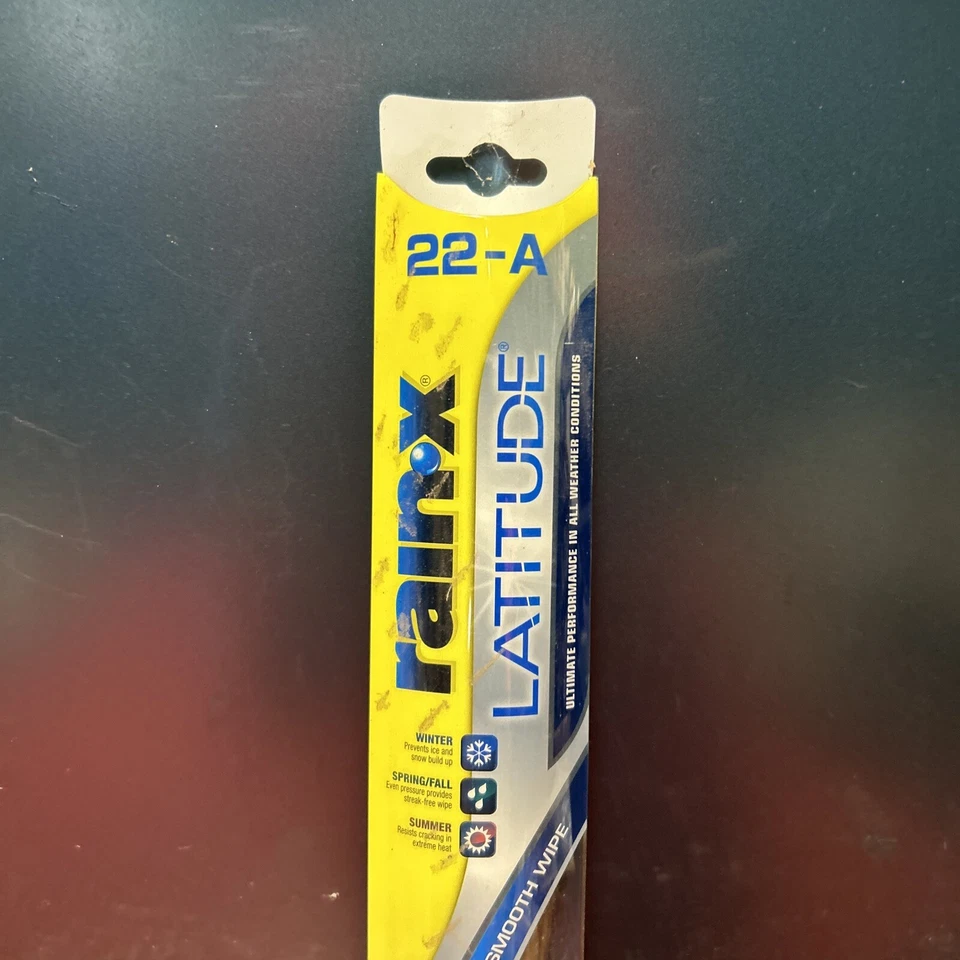 22-A
rain-x®
LATITUDE®
ULTIMATE PERFORMANCE IN ALL WEATHER CONDITIONS
WINTER
Prevents ice and
snow build up
SPRING/FALL
Even pressure provides
streak-free wipe
SUMMER
Resists cracking in
extreme heat
SMOOTH WIPE